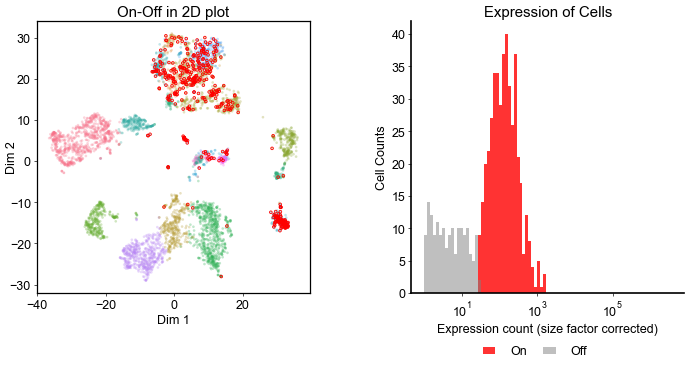 On-Off in 2D plot
30
20
10
0
−10
−20
−30
Dim 2
−40
−20
0
20
Dim 1
Expression of Cells
40
35
30
25
20
15
10
5
0
Cell Counts
10^1
10^3
10^5
Expression count (size factor corrected)
On
Off